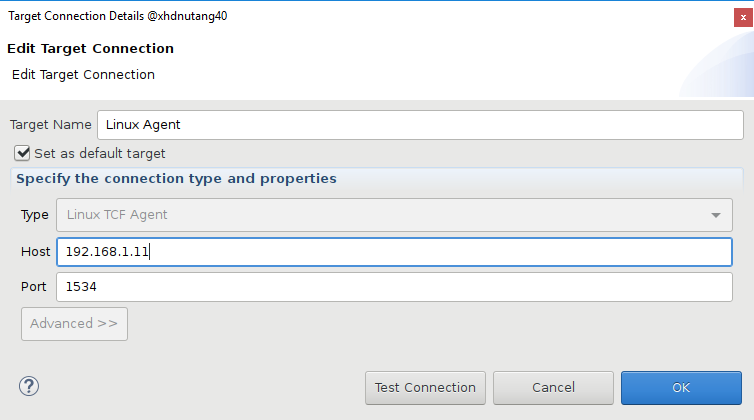 Target Connection Details @xhdnutang40
x
Edit Target Connection
Edit Target Connection
Target Name Linux Agent
Set as default target
Specify the connection type and properties
Type Linux TCF Agent
Host 192.168.1.11
Port 1534
Advanced >>
? Test Connection Cancel OK